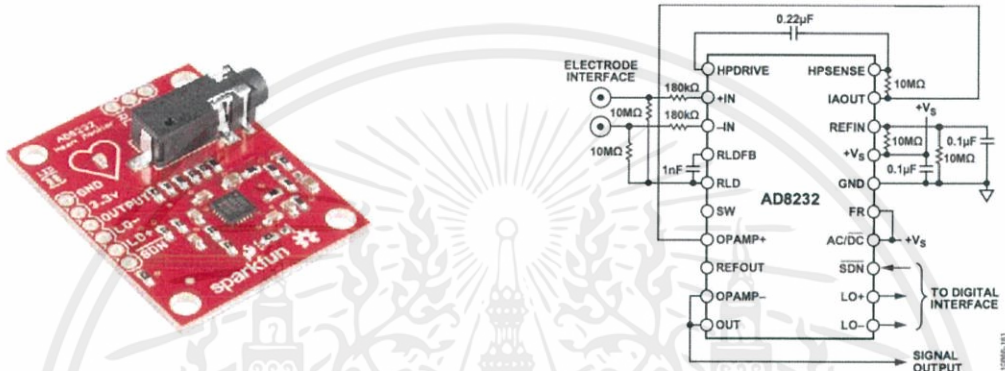 AD8232
Heart Monitor
GND
3.3v
OUTPUT
LO-
LO+
SDN
sparkfun
0.22µF
ELECTRODE
INTERFACE
180kΩ
10MΩ
180kΩ
10MΩ
1nF
HPDRIVE
+IN
-IN
RLDFB
RLD
SW
OPAMP+
REFOUT
OPAMP-
OUT
AD8232
HPSENSE
IAOUT
REFIN
+Vs
GND
FR
AC/DC
SDN
LO+
LO-
10MΩ
+Vs
10MΩ
0.1µF
10MΩ
0.1µF
+Vs
TO DIGITAL
INTERFACE
SIGNAL
OUTPUT